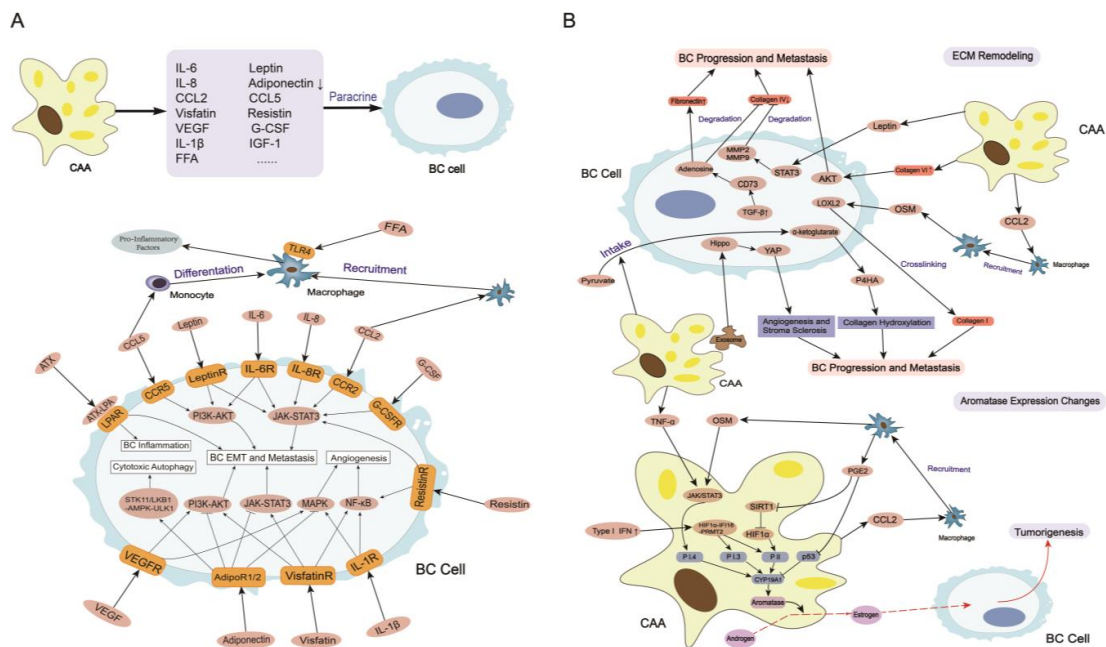 A
IL-6
IL-8
CCL2
Visfatin
VEGF
IL-1β
FFA
Leptin
Adiponectin ↓
CCL5
Resistin
G-CSF
IGF-1
......
Paracrine
CAA
BC cell
Pro-Inflammatory
Factors
TLR4
FFA
Differentation
Recruitment
Monocyte
Macrophage
IL-6
IL-8
Leptin
CCL2
CCL5
ATX
G-CSF
IL-6R
IL-8R
LeptinR
CCR2
CCR5
G-CSFR
ATX-LPA
LPAR
PI3K-AKT
JAK-STAT3
BC Inflammation
BC EMT and Metastasis
Angiogenesis
Cytotoxic Autophagy
ResistinR
Resistin
STK11/LKB1
-AMPK-ULK1
PI3K-AKT
JAK-STAT3
MAPK
NF-κB
VEGFR
AdipoR1/2
VisfatinR
IL-1R
BC Cell
VEGF
Adiponectin
Visfatin
IL-1β
B
BC Progression and Metastasis
ECM Remodeling
Fibronectin↑
Collagen IV↓
Degradation
Degradation
Leptin
CAA
MMP2
MMP9
BC Cell
Adenosine
STAT3
AKT
Collagen VI ↑
CD73
LOXL2
OSM
TGF-β↑
CCL2
α-ketoglutarate
Hippo
YAP
Intake
Crosslinking
Recruitment
Macrophage
Pyruvate
P4HA
Angiogenesis and
Stroma Sclerosis
Collagen Hydroxylation
Collagen I
Exosome
CAA
BC Progression and Metastasis
Aromatase Expression Changes
TNF-α
OSM
PGE2
Recruitment
JAK/STAT3
SIRT1
Type I IFN ↑
HIF1α-IFI16
-PRMT2
HIF1α
CCL2
Macrophage
Tumorigenesis
P I.4
P I.3
P II
p53
CYP19A1
Aromatase
CAA
Androgen
Estrogen
BC Cell